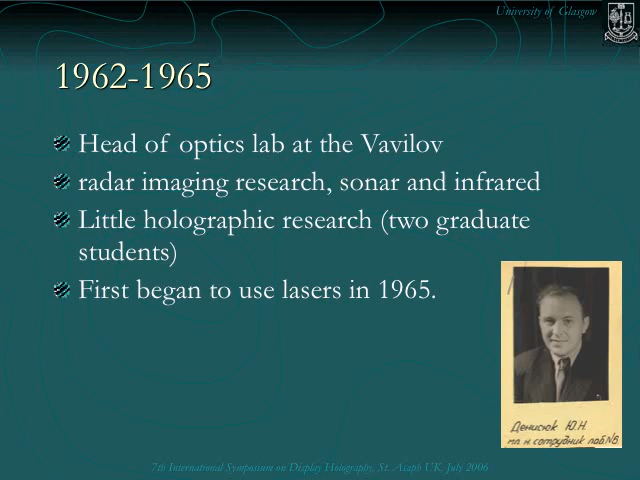 University of Glasgow
1962-1965
Head of optics lab at the Vavilov
radar imaging research, sonar and infrared
Little holographic research (two graduate
students)
First began to use lasers in 1965.
Денисюк Ю.Н.
мл. н. сотрудник лаб №6
7th International Symposium on Display Holography, St. Asaph UK, July 2006